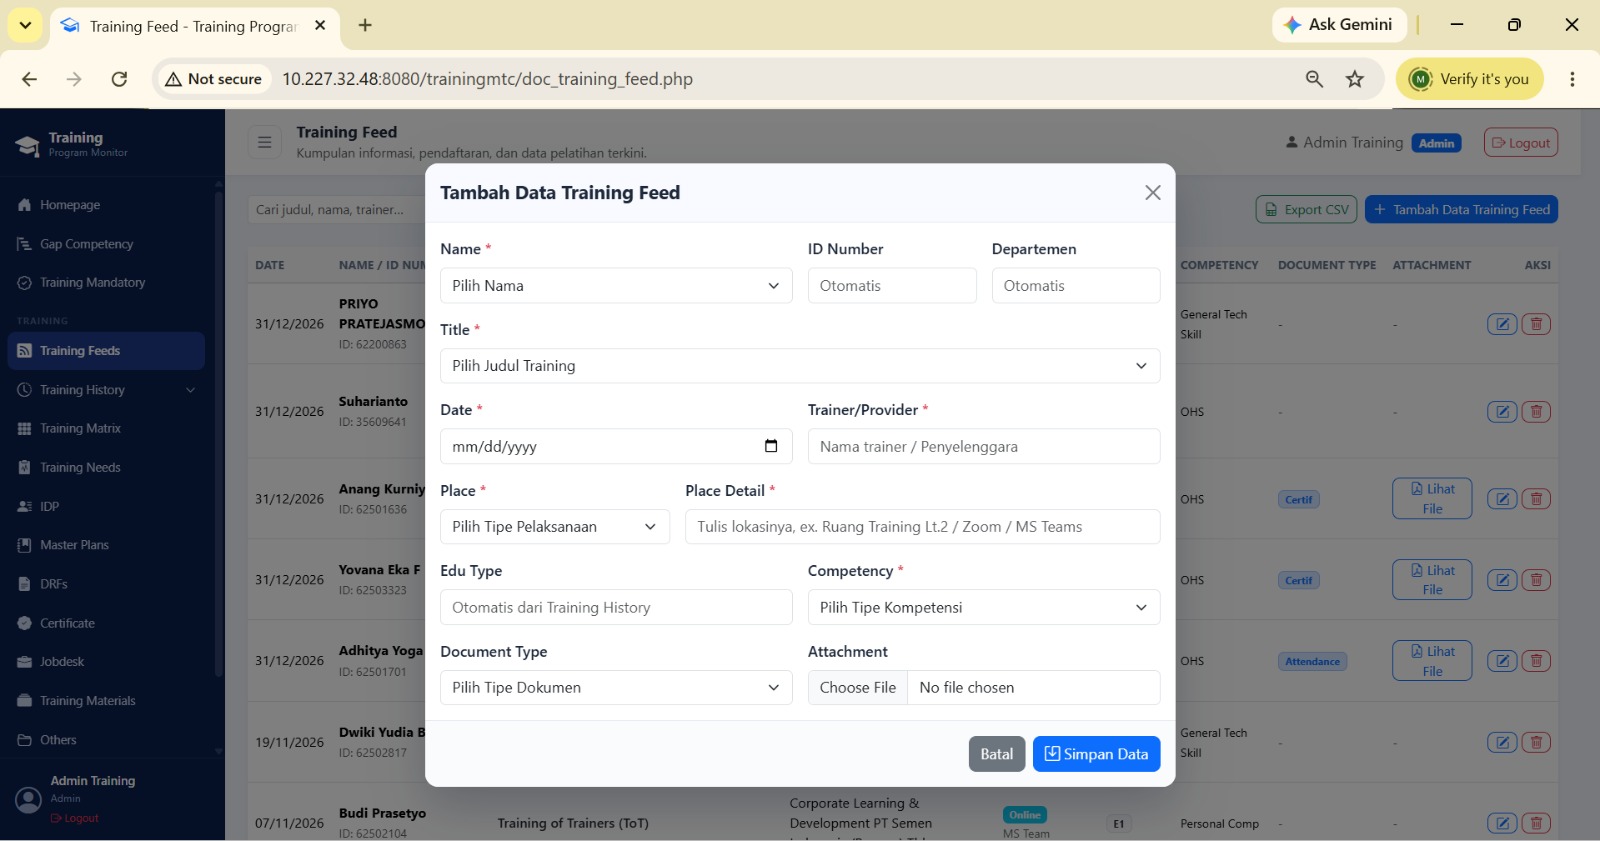 Training Feed - Training Progra
Ask Gemini
Not secure
10.227.32.48:8080/trainingmtc/doc_training_feed.php
M
Verify it's you
Training
Program Monitor
Homepage
Gap Competency
Training Mandatory
TRAINING
Training Feeds
Training History
Training Matrix
Training Needs
IDP
Master Plans
DRFs
Certificate
Jobdesk
Training Materials
Others
Admin Training
Admin
Logout
Training Feed
Kumpulan informasi, pendaftaran, dan data pelatihan terkini.
Admin Training Admin
Logout
Cari judul, nama, trainer...
Export CSV
+ Tambah Data Training Feed
DATE NAME / ID NUM COMPETENCY DOCUMENT TYPE ATTACHMENT AKSI
31/12/2026 PRIYO PRATEJASMO ID: 62200863 General Tech Skill - -
31/12/2026 Suharianto ID: 35609641 OHS - -
31/12/2026 Anang Kurniy ID: 62501636 OHS Certif Lihat File
31/12/2026 Yovana Eka F ID: 62503323 OHS Certif Lihat File
31/12/2026 Adhitya Yoga ID: 62501701 OHS Attendance Lihat File
19/11/2026 Dwiki Yudia B ID: 62502817 General Tech Skill - -
07/11/2026 Budi Prasetyo ID: 62502104 Training of Trainers (ToT) Corporate Learning & Development PT Semen Online MS Team E1 Personal Comp - -
Tambah Data Training Feed
Name * ID Number Departemen
Pilih Nama Otomatis Otomatis
Title *
Pilih Judul Training
Date * Trainer/Provider *
mm/dd/yyyy Nama trainer / Penyelenggara
Place * Place Detail *
Pilih Tipe Pelaksanaan Tulis lokasinya, ex. Ruang Training Lt.2 / Zoom / MS Teams
Edu Type Competency *
Otomatis dari Training History Pilih Tipe Kompetensi
Document Type Attachment
Pilih Tipe Dokumen Choose File No file chosen
Batal Simpan Data